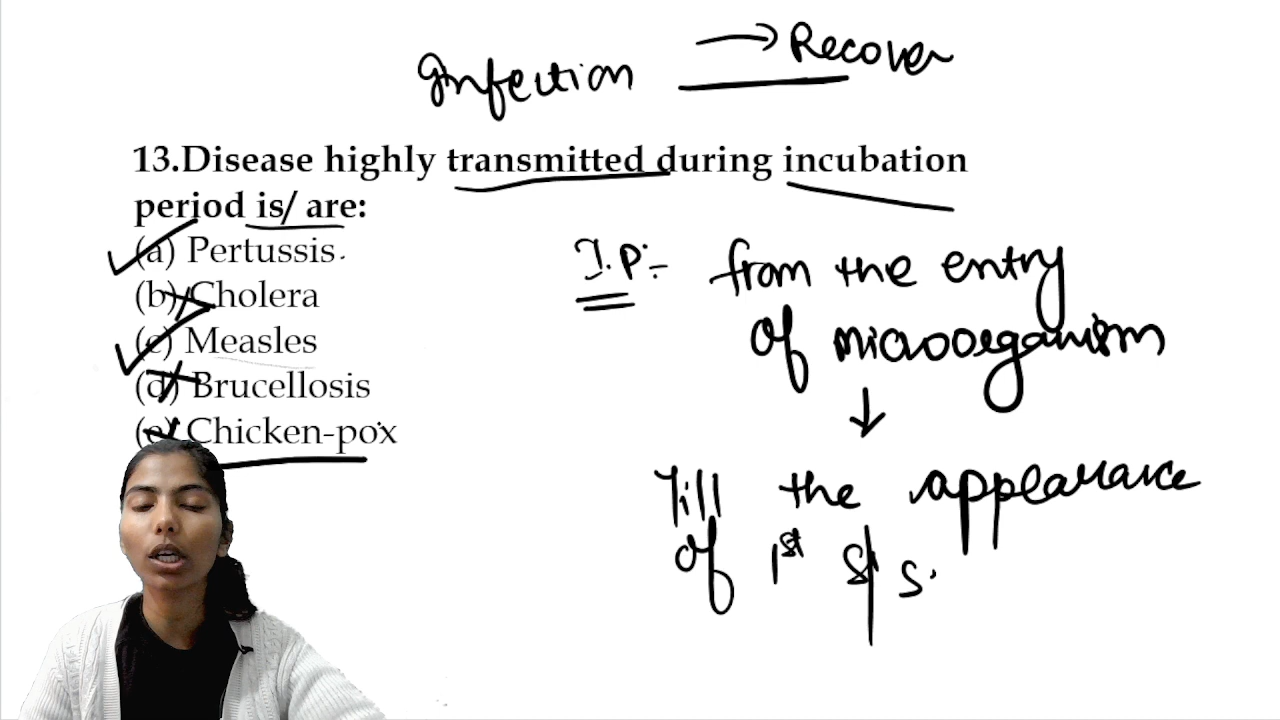 Infection → Recover
13.Disease highly transmitted during incubation
period is/ are:
(a) Pertussis
(b) Cholera
(c) Measles
(d) Brucellosis
(e) Chicken-pox
I.P:- from the entry
of microorganism
↓
Till the appearance
of 1st S/S.